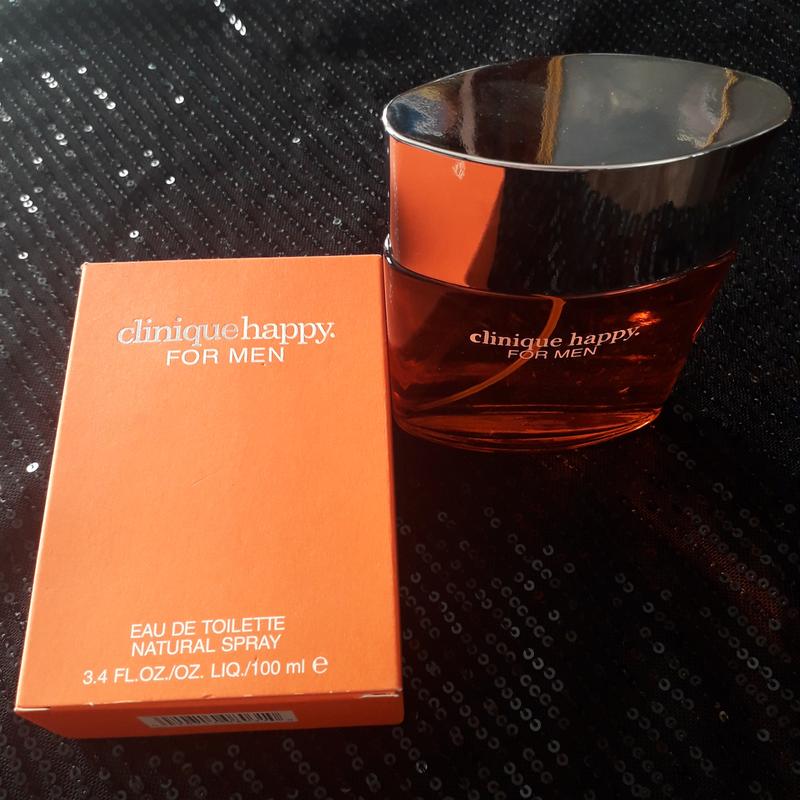 clinique happy.
FOR MEN
EAU DE TOILETTE
NATURAL SPRAY
3.4 FL.OZ./OZ. LIQ./100 ml ℮
clinique happy.
FOR MEN